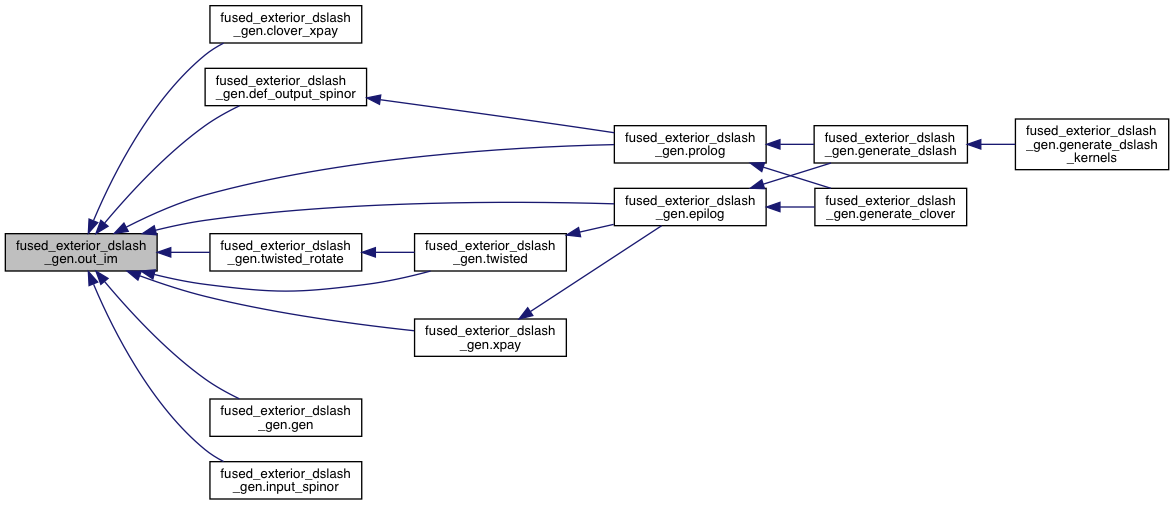 fused_exterior_dslash
_gen.clover_xpay
fused_exterior_dslash
_gen.def_output_spinor
fused_exterior_dslash
_gen.prolog
fused_exterior_dslash
_gen.generate_dslash
fused_exterior_dslash
_gen.generate_dslash
_kernels
fused_exterior_dslash
_gen.epilog
fused_exterior_dslash
_gen.generate_clover
fused_exterior_dslash
_gen.out_im
fused_exterior_dslash
_gen.twisted_rotate
fused_exterior_dslash
_gen.twisted
fused_exterior_dslash
_gen.xpay
fused_exterior_dslash
_gen.gen
fused_exterior_dslash
_gen.input_spinor